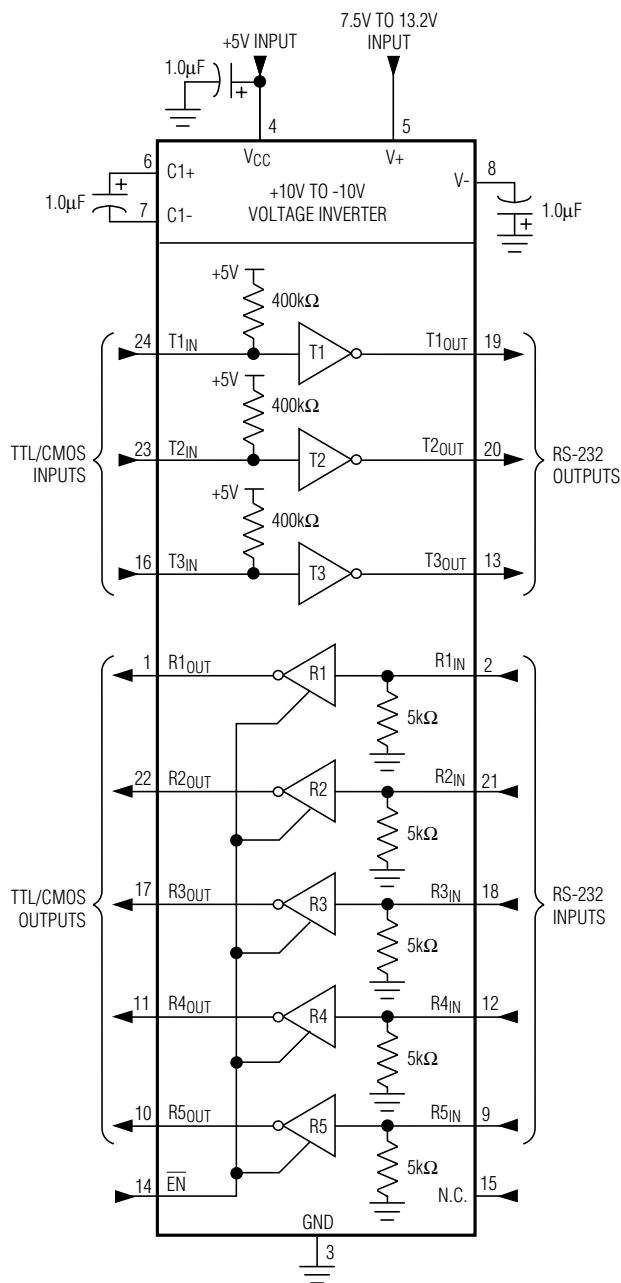 7.5V TO 13.2V
INPUT
+5V INPUT
1.0µF
+
4
5
VCC
V+
6
C1+
+
1.0µF
7
C1-
+10V TO -10V
VOLTAGE INVERTER
V-
8
1.0µF
+
+5V
400kΩ
24
T1IN
T1
T1OUT
19
+5V
400kΩ
23
T2IN
T2
T2OUT
20
+5V
400kΩ
16
T3IN
T3
T3OUT
13
TTL/CMOS
INPUTS
RS-232
OUTPUTS
1
R1OUT
R1
R1IN
2
5kΩ
22
R2OUT
R2
R2IN
21
5kΩ
17
R3OUT
R3
R3IN
18
5kΩ
TTL/CMOS
OUTPUTS
RS-232
INPUTS
11
R4OUT
R4
R4IN
12
5kΩ
10
R5OUT
R5
R5IN
9
5kΩ
14
EN
N.C.
15
GND
3